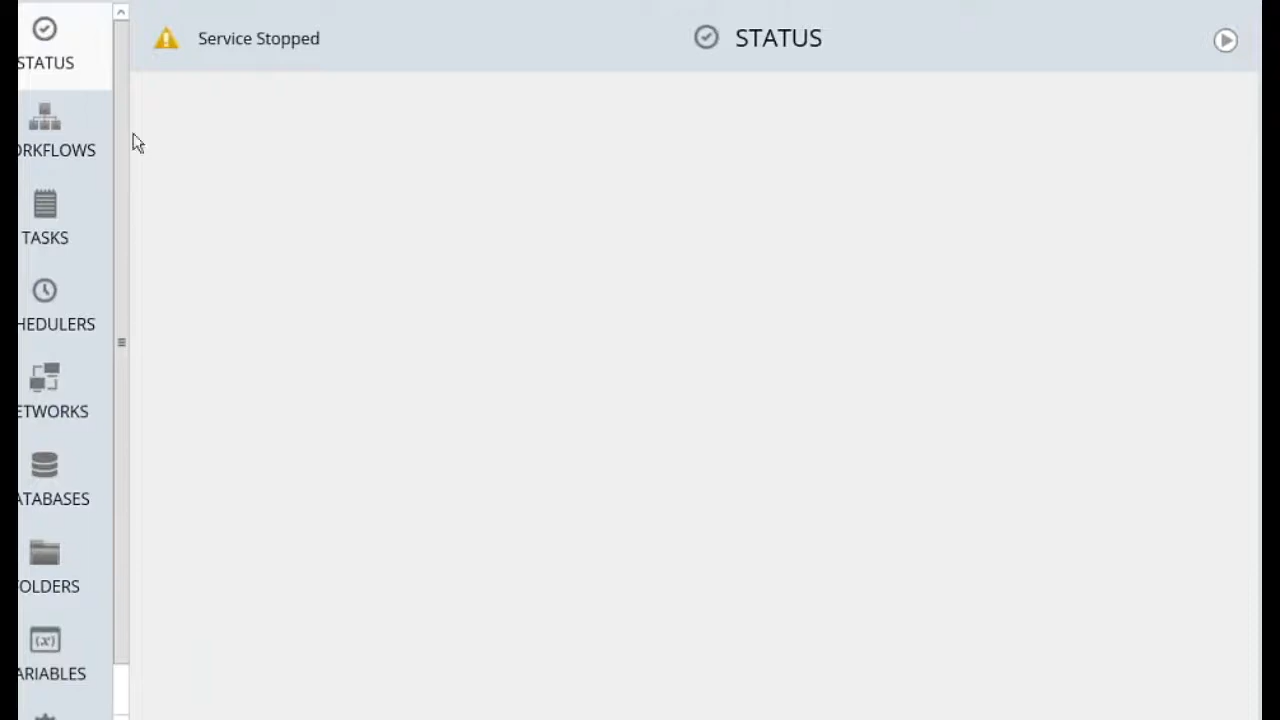 STATUS
ORKFLOWS
TASKS
HEDULERS
ETWORKS
ATABASES
OLDERS
ARIABLES
Service Stopped
STATUS